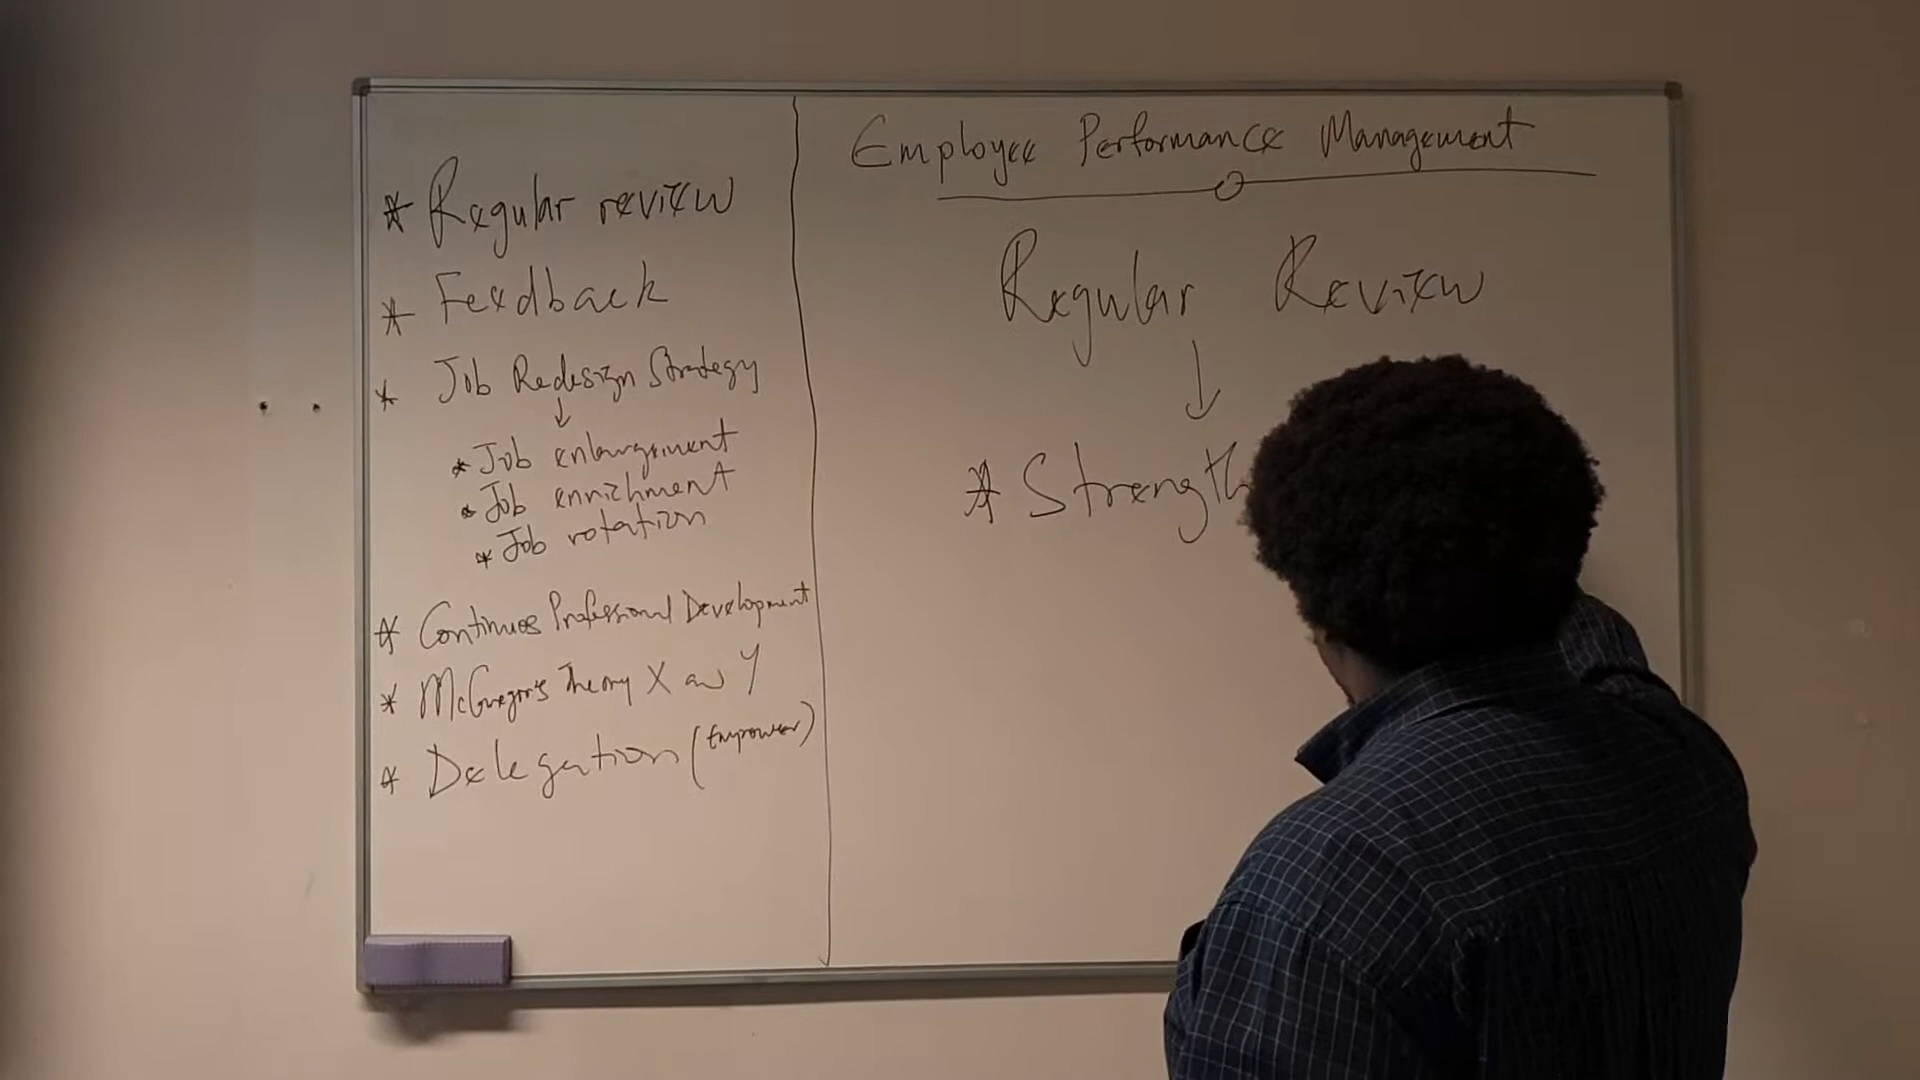 * Regular review
* Feedback
* Job Redesign Strategy
↓
* Job enlargement
* Job enrichment
* Job rotation
* Continues Professional Development
* McGregor's Theory X and Y
* Delegation (Empower)
Employee Performance Management
Regular Review
↓
* Strength